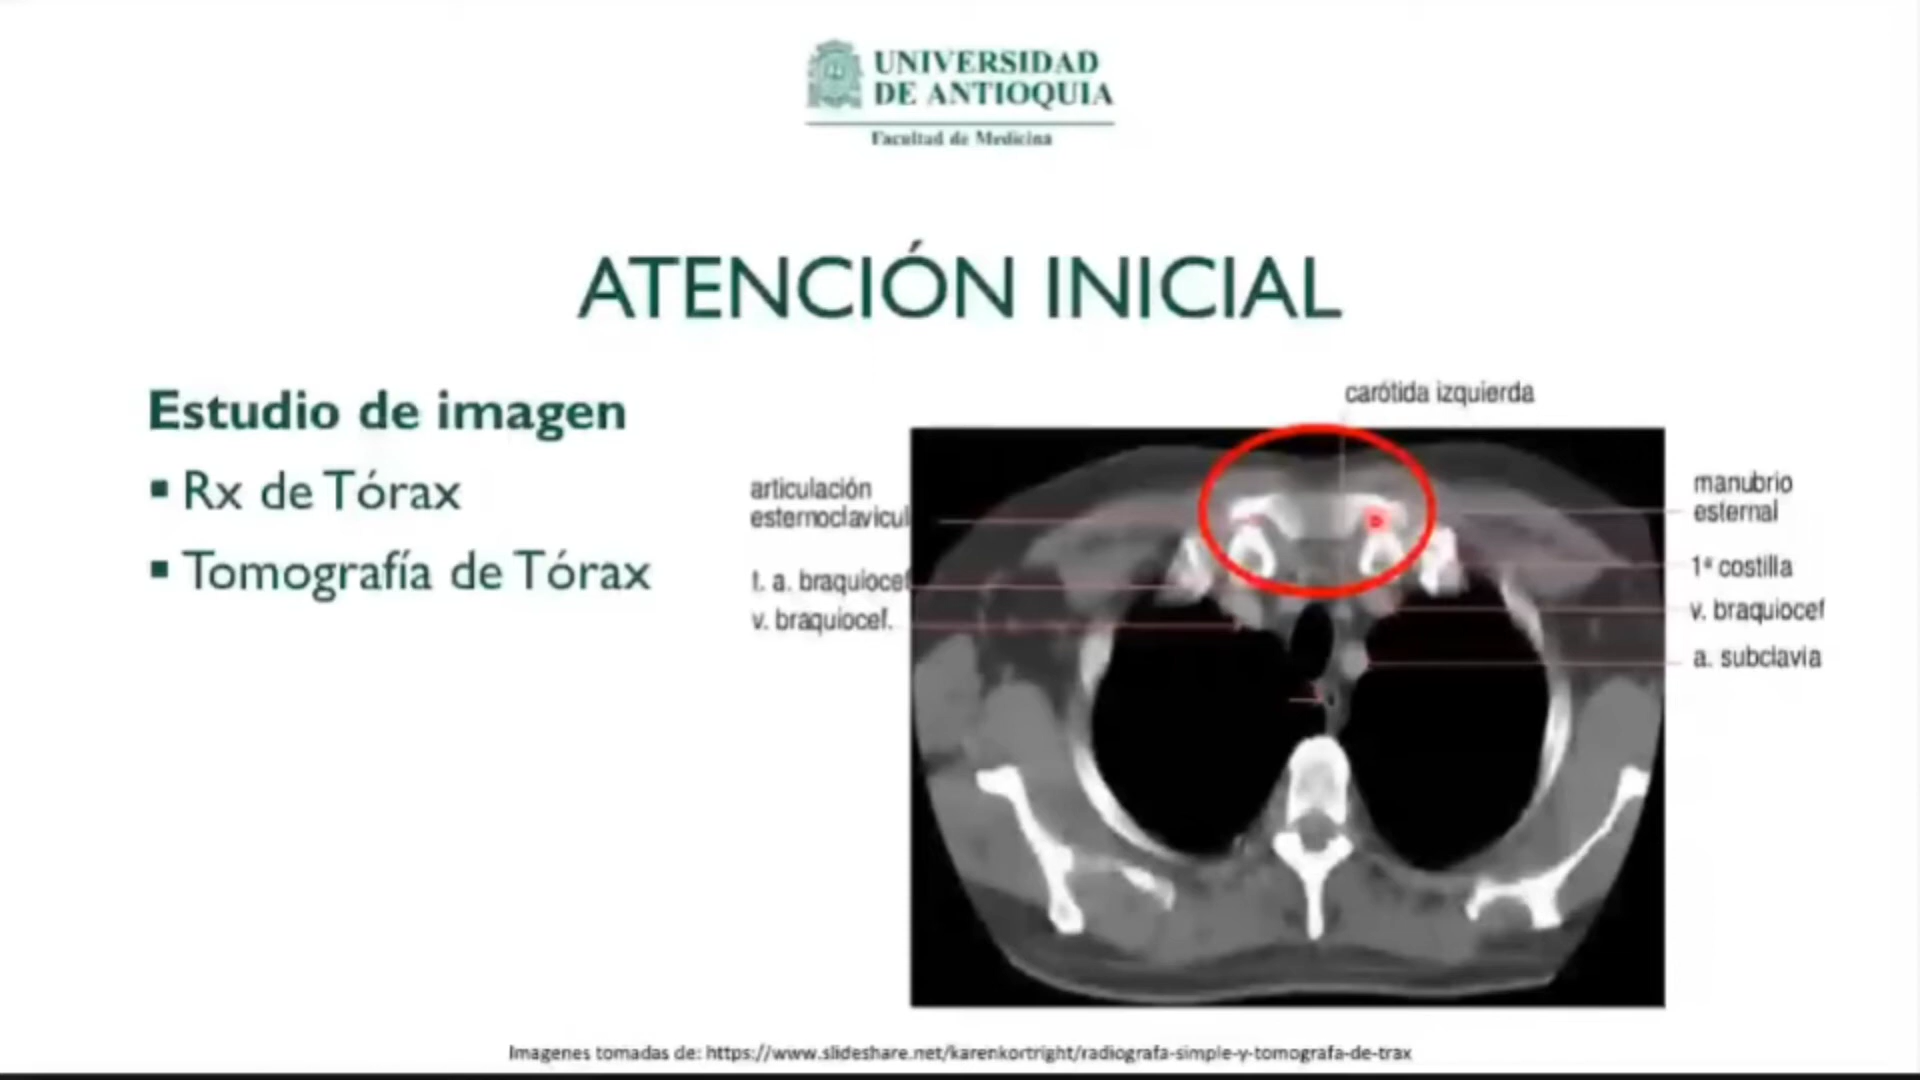 UNIVERSIDAD
DE ANTIOQUIA
Facultad de Medicina
ATENCIÓN INICIAL
Estudio de imagen
▪ Rx de Tórax
▪ Tomografía de Tórax
carótida izquierda
articulación
esternoclavicul
t. a. braquiocef
v. braquiocef.
manubrio
esternal
1ª costilla
v. braquiocef
a. subclavia
Imagenes tomadas de: https://www.slideshare.net/karenkortright/radiografa-simple-y-tomografa-de-trax